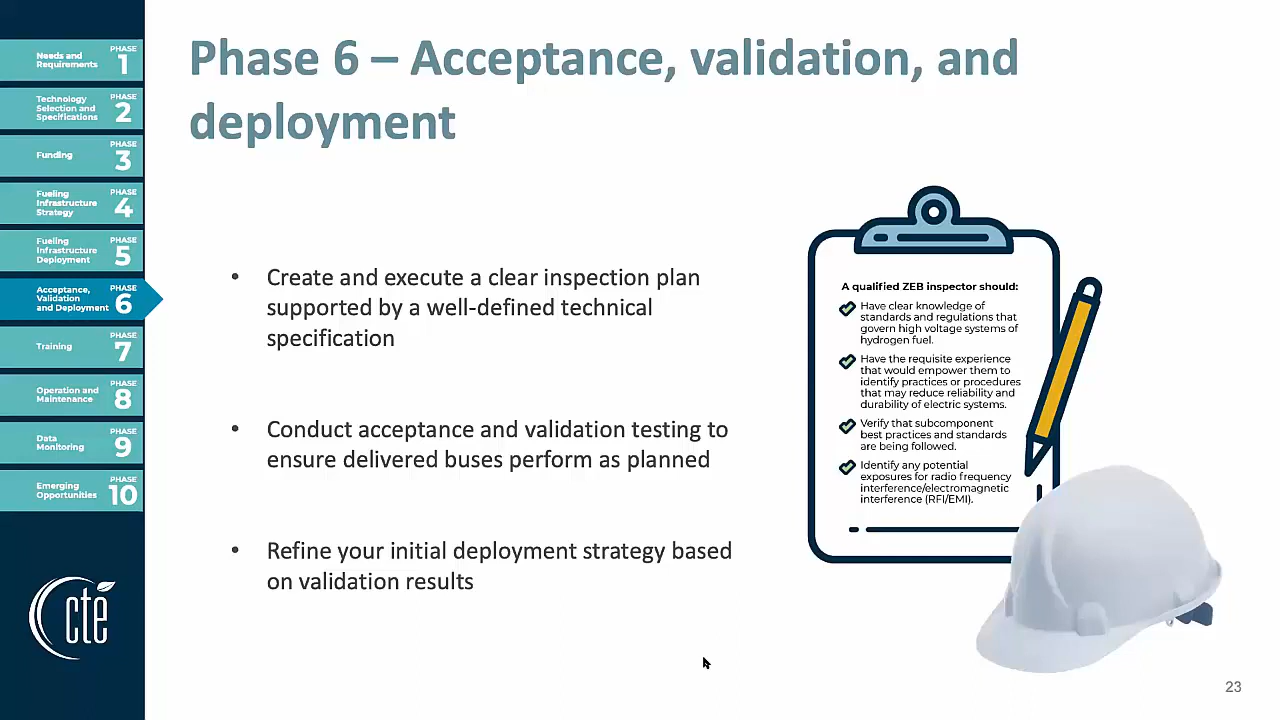 Needs and
Requirements
PHASE
1
Technology
Selection and
Specifications
PHASE
2
Funding
PHASE
3
Fueling
Infrastructure
Strategy
PHASE
4
Fueling
Infrastructure
Deployment
PHASE
5
Acceptance,
Validation
and Deployment
PHASE
6
Training
PHASE
7
Operation and
Maintenance
PHASE
8
Data
Monitoring
PHASE
9
Emerging
Opportunities
PHASE
10
cte
Phase 6 – Acceptance, validation, and
deployment
• Create and execute a clear inspection plan
supported by a well-defined technical
specification
• Conduct acceptance and validation testing to
ensure delivered buses perform as planned
• Refine your initial deployment strategy based
on validation results
A qualified ZEB inspector should:
Have clear knowledge of
standards and regulations that
govern high voltage systems of
hydrogen fuel.
Have the requisite experience
that would empower them to
identify practices or procedures
that may reduce reliability and
durability of electric systems.
Verify that subcomponent
best practices and standards
are being followed.
Identify any potential
exposures for radio frequency
interference/electromagnetic
interference (RFI/EMI).
23